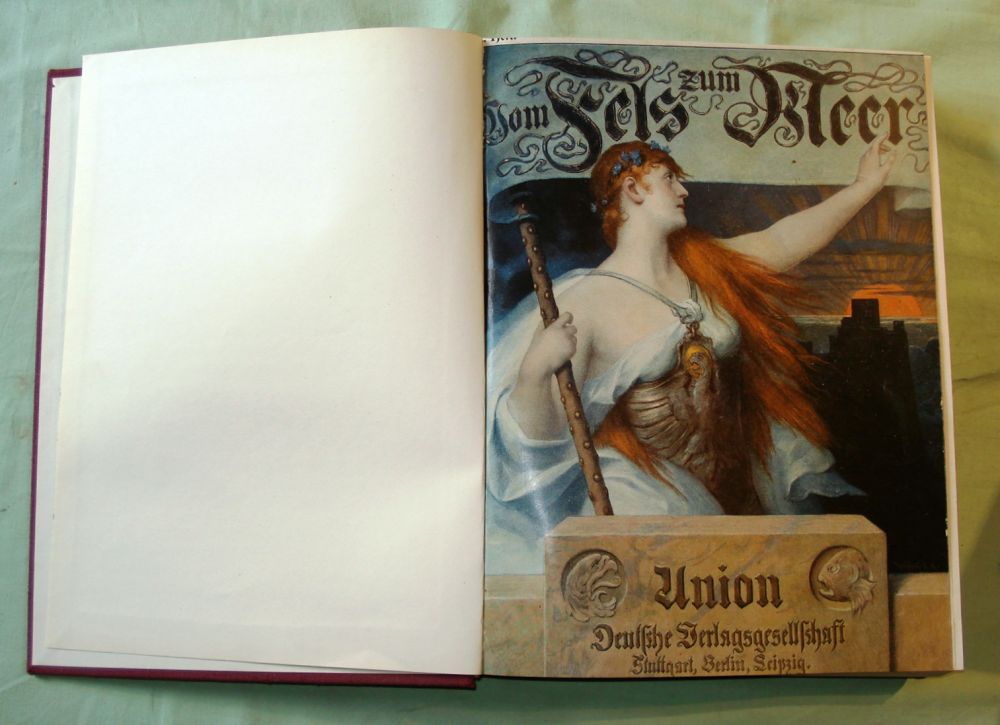 Vom Fels zum Meer
Union
Deutsche Verlagsgesellschaft
Stuttgart, Berlin, Leipzig.